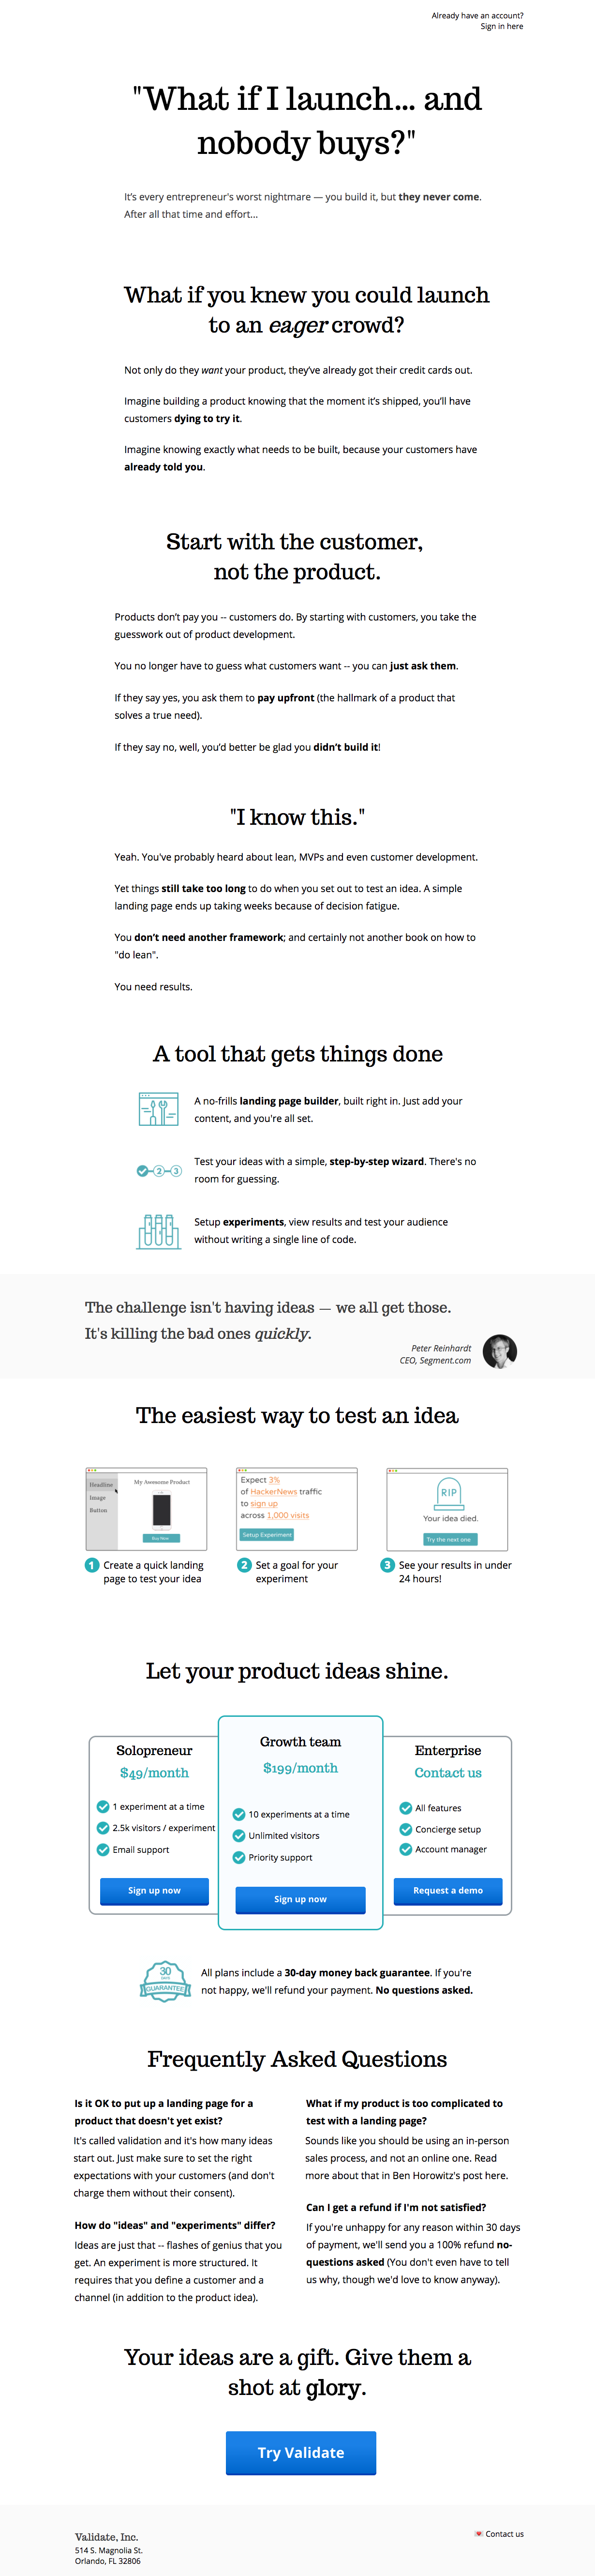 Already have an account?
Sign in here
"What if I launch... and
nobody buys?"
It's every entrepreneur's worst nightmare — you build it, but they never come.
After all that time and effort...
What if you knew you could launch
to an eager crowd?
Not only do they want your product, they've already got their credit cards out.
Imagine building a product knowing that the moment it's shipped, you'll have
customers dying to try it.
Imagine knowing exactly what needs to be built, because your customers have
already told you.
Start with the customer,
not the product.
Products don't pay you -- customers do. By starting with customers, you take the
guesswork out of product development.
You no longer have to guess what customers want -- you can just ask them.
If they say yes, you ask them to pay upfront (the hallmark of a product that
solves a true need).
If they say no, well, you'd better be glad you didn't build it!
"I know this."
Yeah. You've probably heard about lean, MVPs and even customer development.
Yet things still take too long to do when you set out to test an idea. A simple
landing page ends up taking weeks because of decision fatigue.
You don't need another framework; and certainly not another book on how to
"do lean".
You need results.
A tool that gets things done
A no-frills landing page builder, built right in. Just add your
content, and you're all set.
2 3
Test your ideas with a simple, step-by-step wizard. There's no
room for guessing.
Setup experiments, view results and test your audience
without writing a single line of code.
The challenge isn't having ideas — we all get those.
It's killing the bad ones quickly.
Peter Reinhardt
CEO, Segment.com
The easiest way to test an idea
Headline
Image
Button
My Awesome Product
Buy Now
1 Create a quick landing
page to test your idea
Expect 3%
of HackerNews traffic
to sign up
across 1,000 visits
Setup Experiment
2 Set a goal for your
experiment
RIP
Your idea died.
Try the next one
3 See your results in under
24 hours!
Let your product ideas shine.
Solopreneur
$49/month
1 experiment at a time
2.5k visitors / experiment
Email support
Sign up now
Growth team
$199/month
10 experiments at a time
Unlimited visitors
Priority support
Sign up now
Enterprise
Contact us
All features
Concierge setup
Account manager
Request a demo
30
DAYS
GUARANTEE
All plans include a 30-day money back guarantee. If you're
not happy, we'll refund your payment. No questions asked.
Frequently Asked Questions
Is it OK to put up a landing page for a
product that doesn't yet exist?
It's called validation and it's how many ideas
start out. Just make sure to set the right
expectations with your customers (and don't
charge them without their consent).
How do "ideas" and "experiments" differ?
Ideas are just that -- flashes of genius that you
get. An experiment is more structured. It
requires that you define a customer and a
channel (in addition to the product idea).
What if my product is too complicated to
test with a landing page?
Sounds like you should be using an in-person
sales process, and not an online one. Read
more about that in Ben Horowitz's post here.
Can I get a refund if I'm not satisfied?
If you're unhappy for any reason within 30 days
of payment, we'll send you a 100% refund no-
questions asked (You don't even have to tell
us why, though we'd love to know anyway).
Your ideas are a gift. Give them a
shot at glory.
Try Validate
Validate, Inc.
514 S. Magnolia St.
Orlando, FL 32806
Contact us